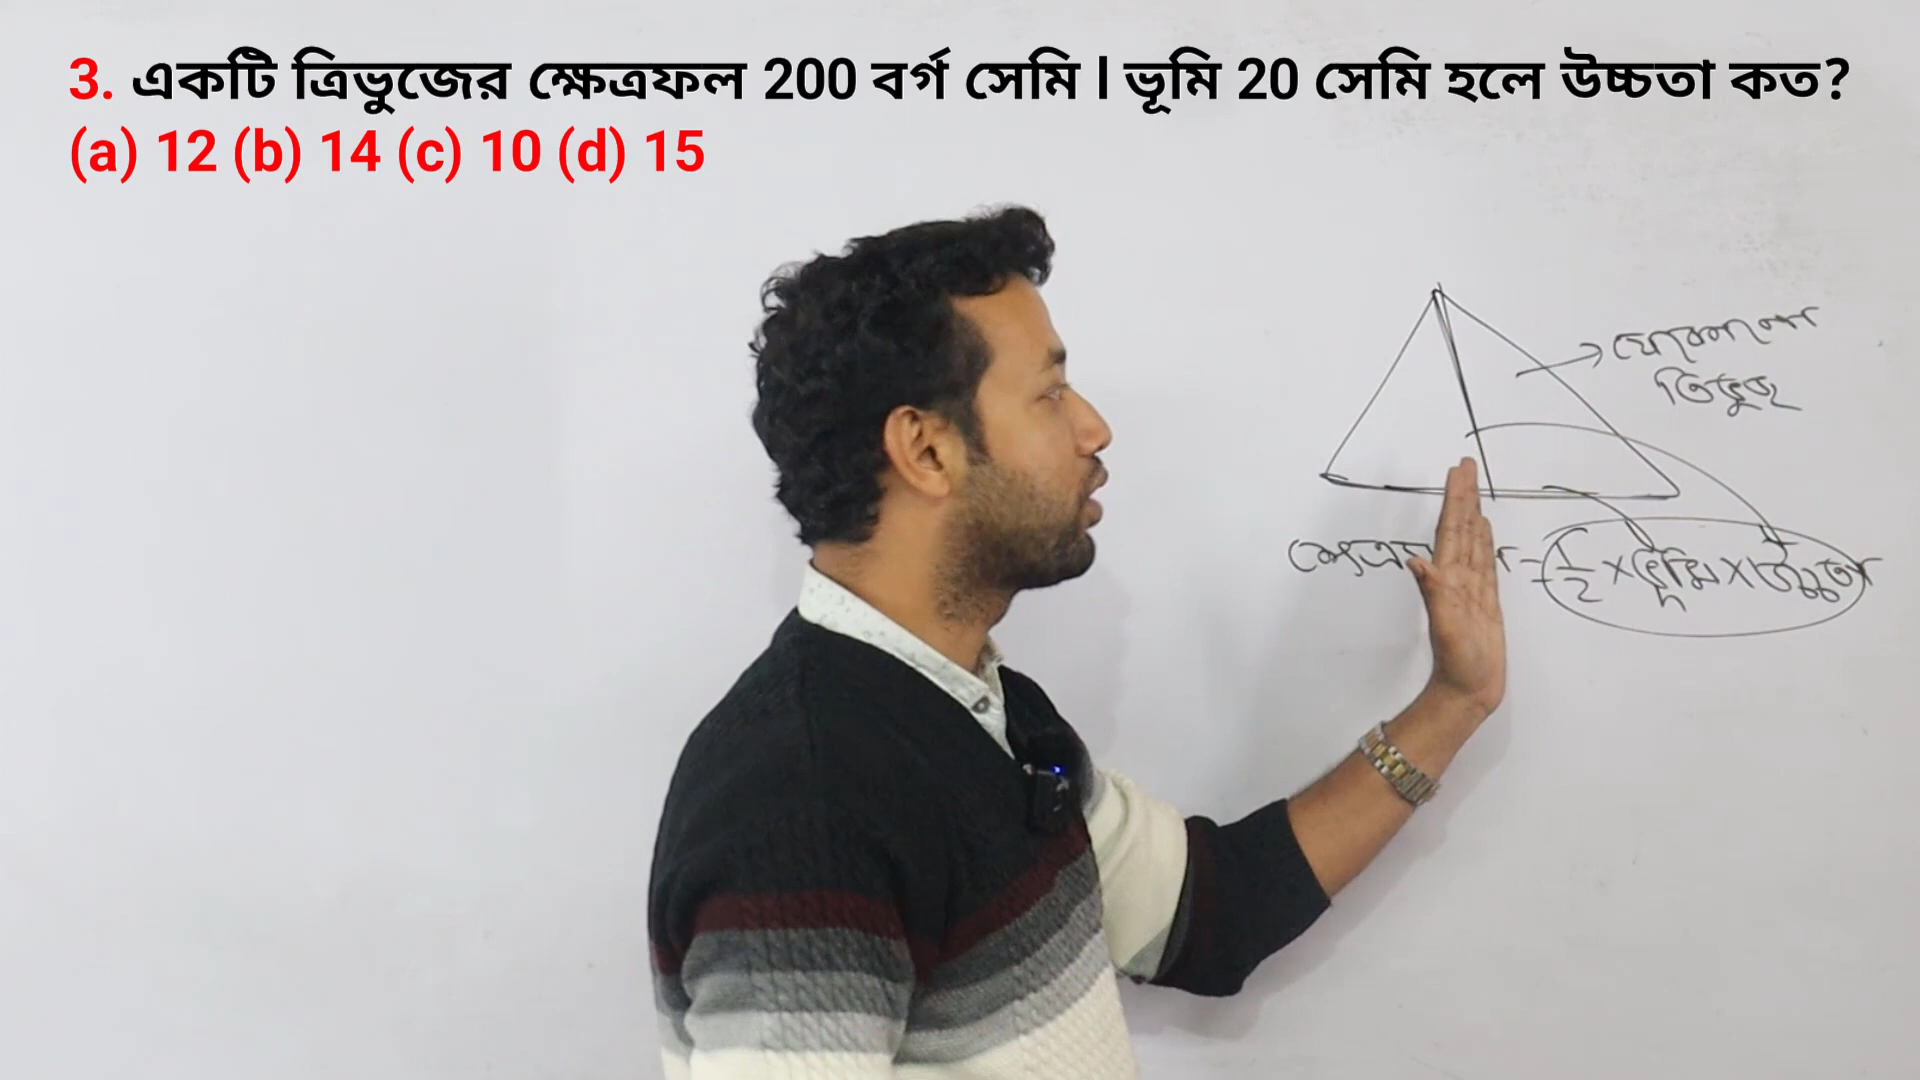 3. একটি ত্রিভুজের ক্ষেত্রফল 200 বর্গ সেমি l ভূমি 20 সেমি হলে উচ্চতা কত?
(a) 12 (b) 14 (c) 10 (d) 15
যেকোনো
ত্রিভুজ
= 1/2 × ভূমি × উচ্চতা